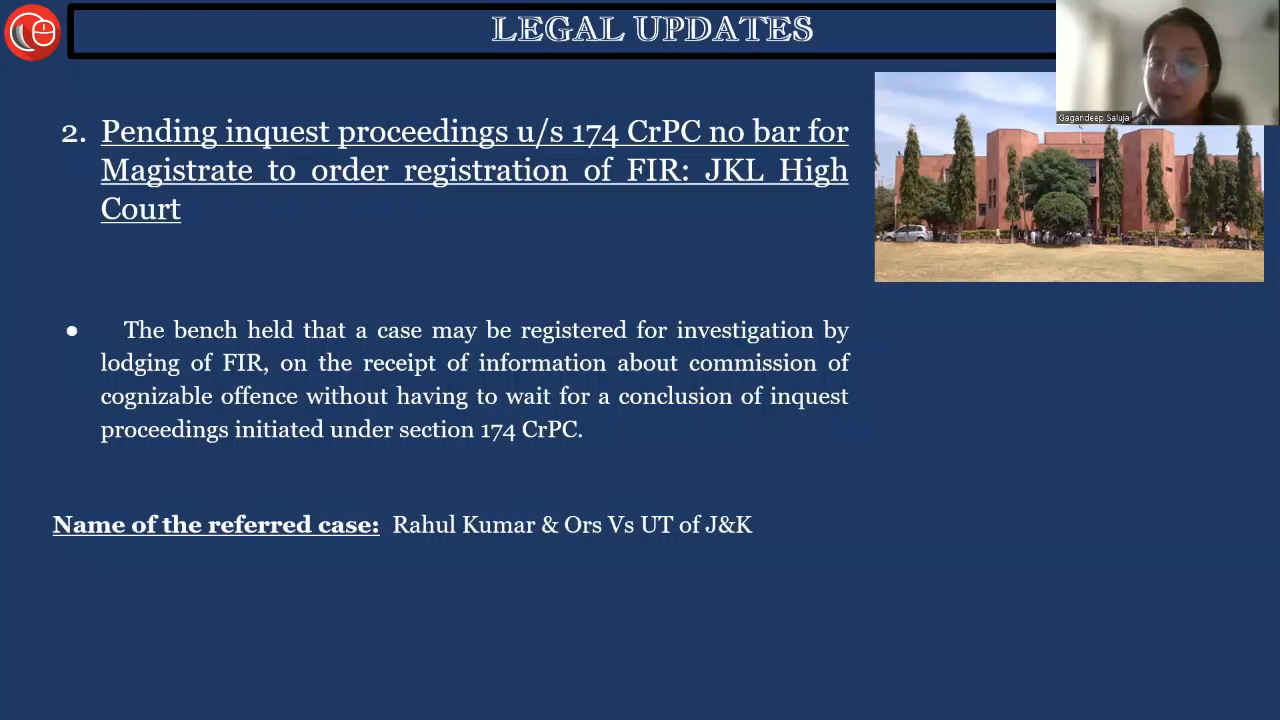 LEGAL UPDATES
Gagandeep Saluja
2. Pending inquest proceedings u/s 174 CrPC no bar for
Magistrate to order registration of FIR: JKL High
Court
● The bench held that a case may be registered for investigation by
lodging of FIR, on the receipt of information about commission of
cognizable offence without having to wait for a conclusion of inquest
proceedings initiated under section 174 CrPC.
Name of the referred case: Rahul Kumar & Ors Vs UT of J&K